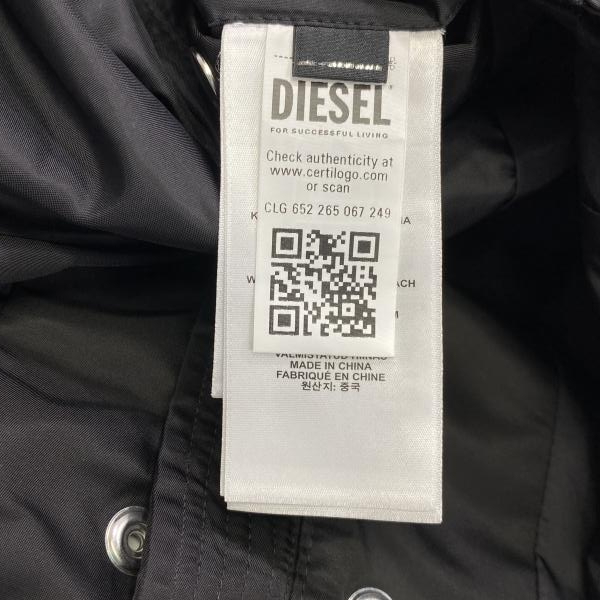 DIESEL
FOR SUCCESSFUL LIVING
Check authenticity at
www.certilogo.com
or scan
CLG 652 265 067 249
MADE IN CHINA
FABRIQUÉ EN CHINE
원산지: 중국